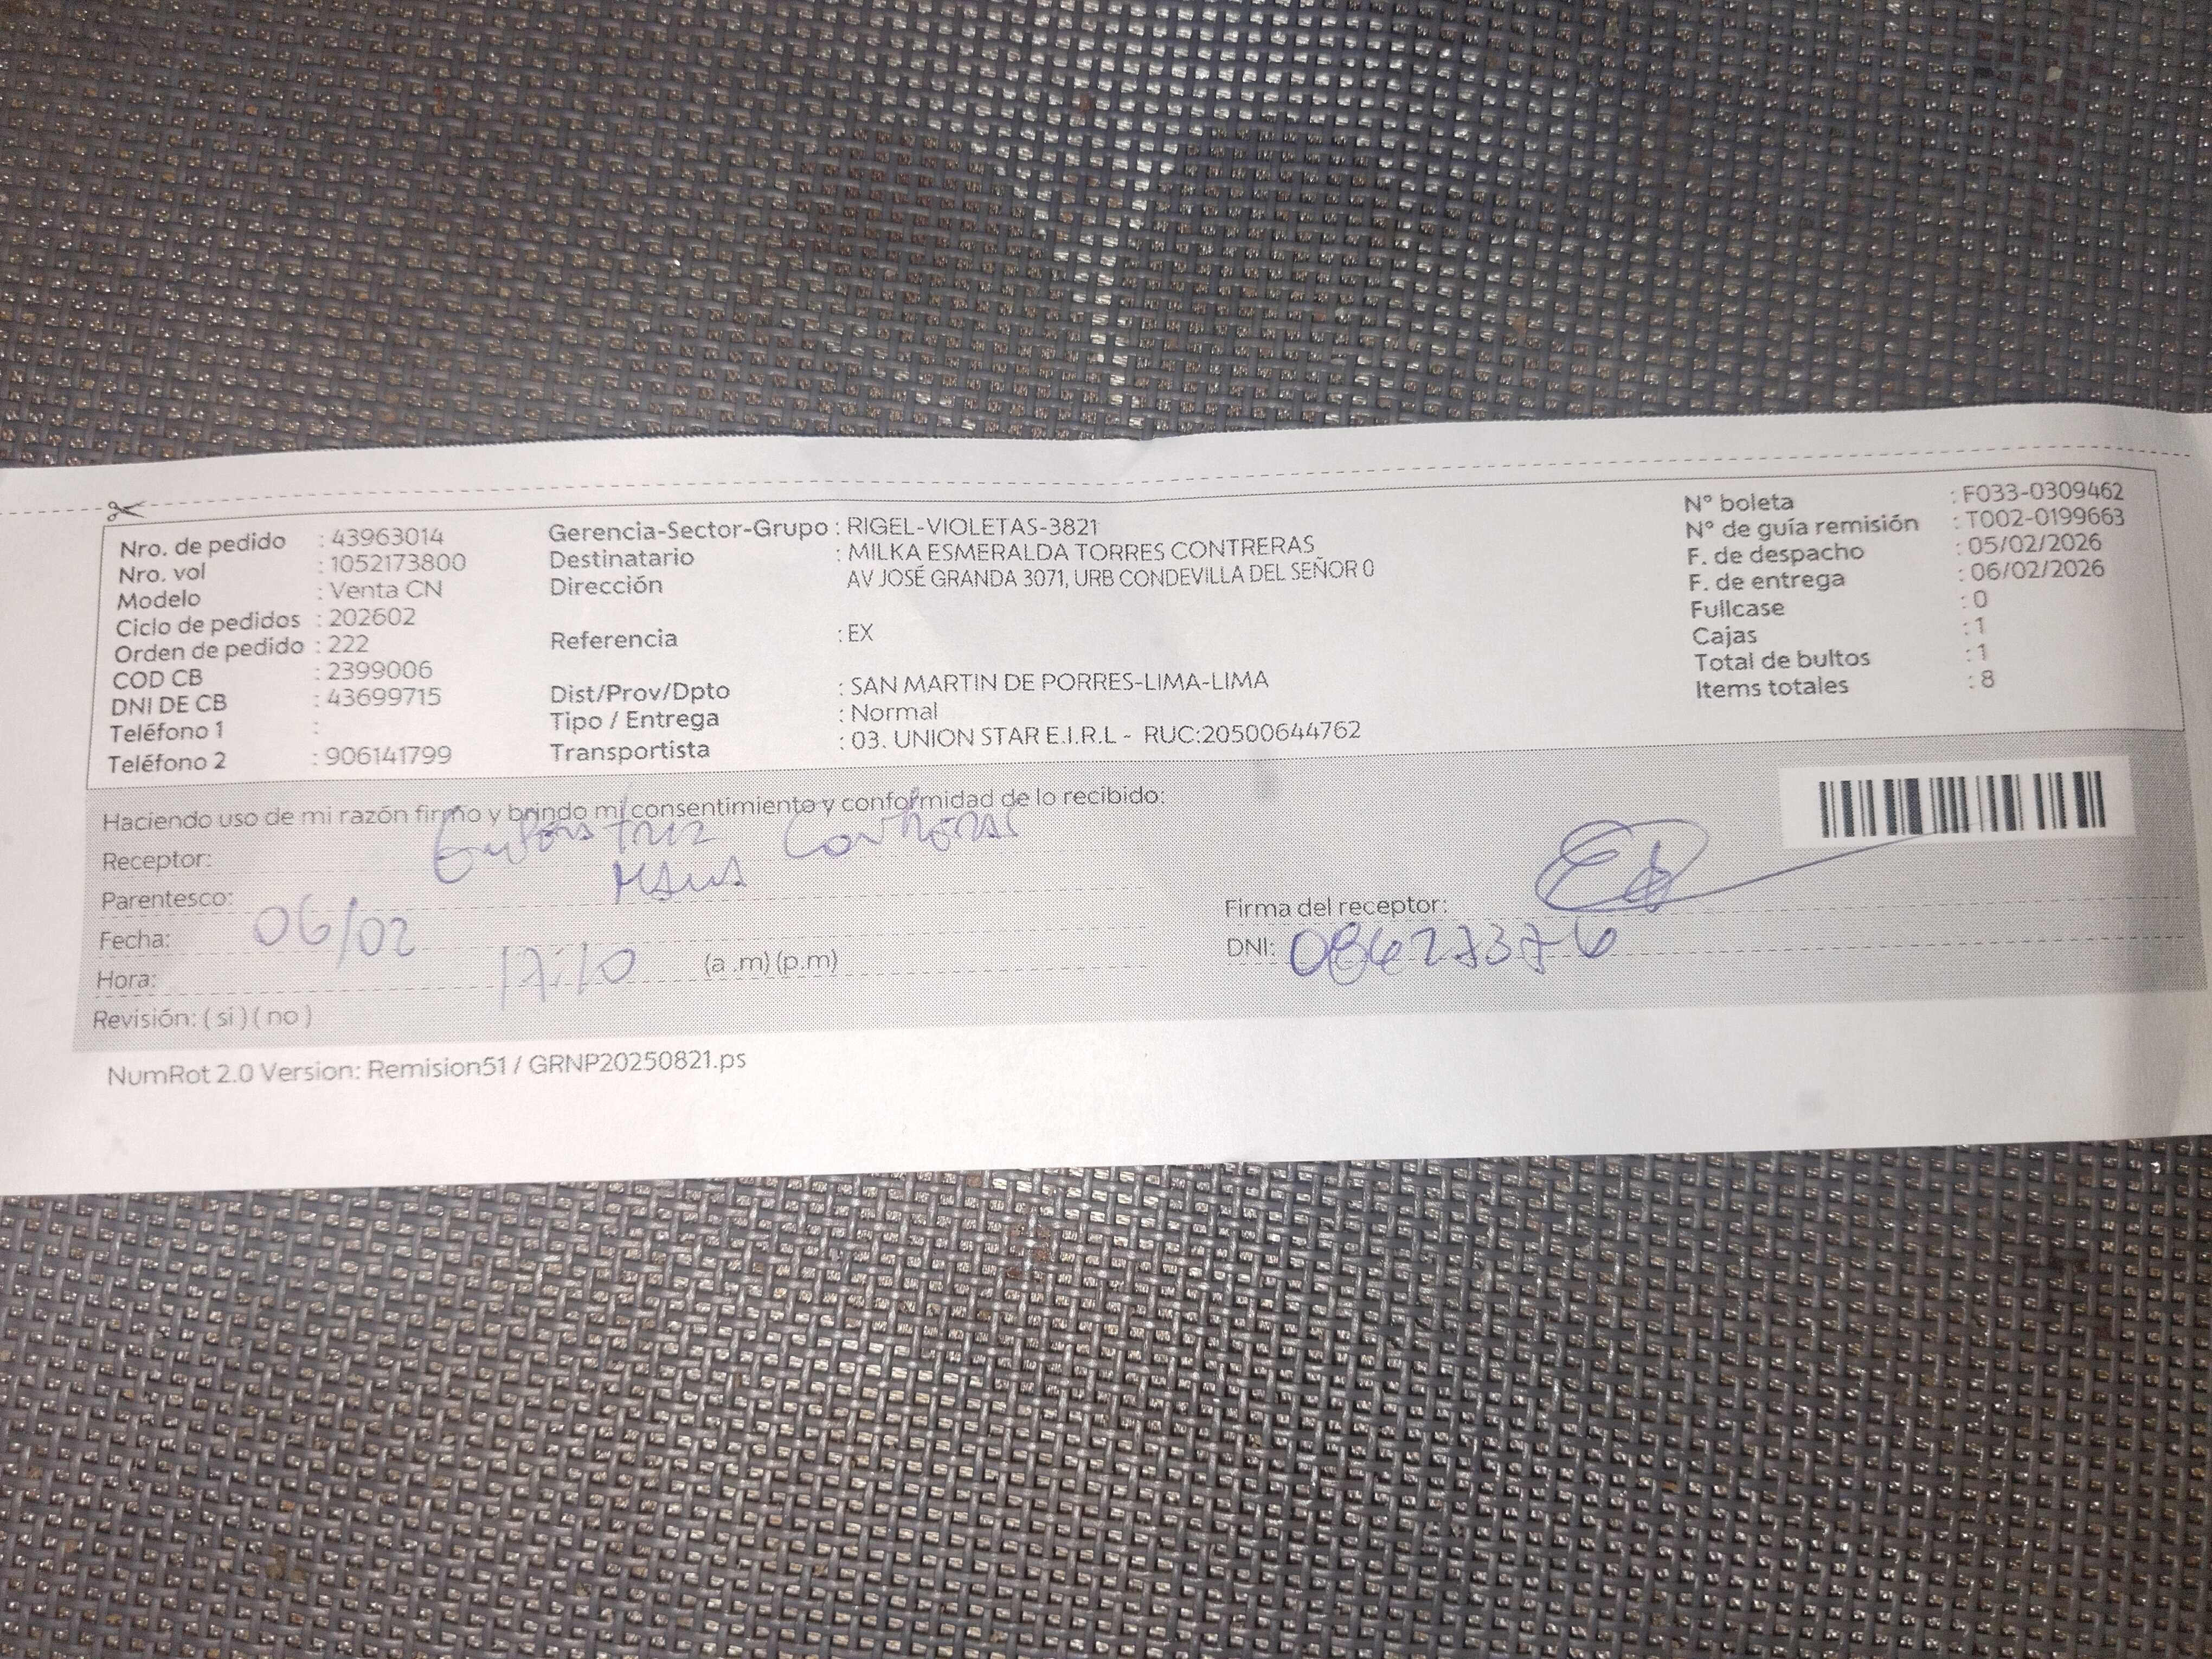 Nro. de pedido : 43963014
Nro. vol : 1052173800
Modelo : Venta CN
Ciclo de pedidos : 202602
Orden de pedido : 222
COD CB : 2399006
DNI DE CB : 43699715
Teléfono 1 :
Teléfono 2 : 906141799
Gerencia-Sector-Grupo : RIGEL-VIOLETAS-3821
Destinatario : MILKA ESMERALDA TORRES CONTRERAS
Dirección AV JOSÉ GRANDA 3071, URB CONDEVILLA DEL SEÑOR 0
Referencia : EX
Dist/Prov/Dpto : SAN MARTIN DE PORRES-LIMA-LIMA
Tipo / Entrega : Normal
Transportista : 03. UNION STAR E.I.R.L - RUC:20500644762
N° boleta : F033-0309462
N° de guía remisión : T002-0199663
F. de despacho : 05/02/2026
F. de entrega : 06/02/2026
Fullcase : 0
Cajas : 1
Total de bultos : 1
Items totales : 8
Haciendo uso de mi razón firmo y brindo mi consentimiento y conformidad de lo recibido:
Receptor: Contreras
Parentesco:
Fecha: 06/02
Hora: 17:10 (a .m) (p.m)
Revisión: ( si ) ( no )
Firma del receptor:
DNI:
NumRot 2.0 Version: Remision51 / GRNP20250821.ps